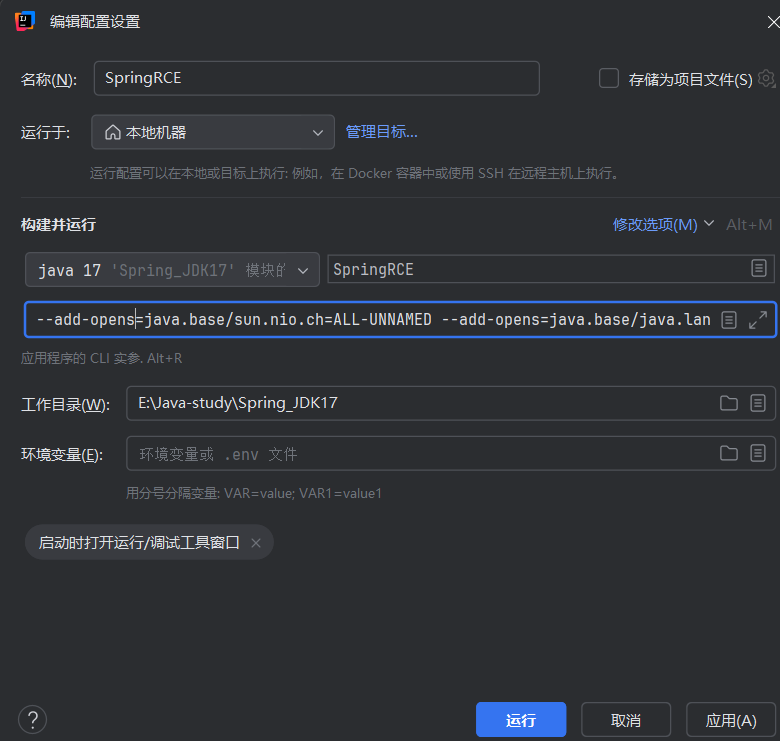 编辑配置设置
名称(N): SpringRCE 存储为项目文件(S)
运行于: 本地机器 管理目标...
运行配置可以在本地或目标上执行: 例如，在 Docker 容器中或使用 SSH 在远程主机上执行。
构建并运行 修改选项(M) Alt+M
java 17 'Spring_JDK17' 模块的 SpringRCE
--add-opens=java.base/sun.nio.ch=ALL-UNNAMED --add-opens=java.base/java.lan
应用程序的 CLI 实参. Alt+R
工作目录(W): E:\Java-study\Spring_JDK17
环境变量(E): 环境变量或 .env 文件
用分号分隔变量: VAR=value; VAR1=value1
启动时打开运行/调试工具窗口
? 运行 取消 应用(A)